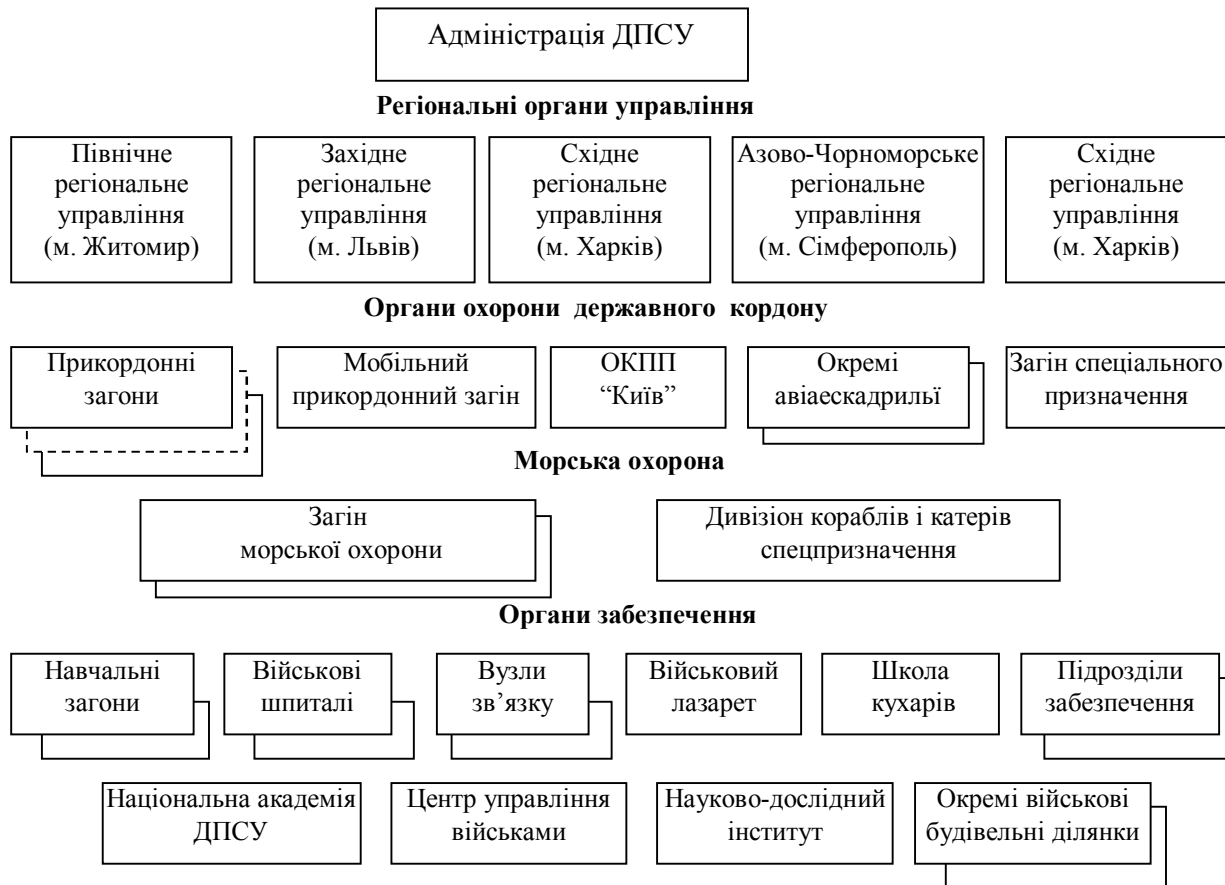 Адміністрація ДПСУ
Регіональні органи управління
Північне
регіональне
управління
(м. Житомир)
Західне
регіональне
управління
(м. Львів)
Східне
регіональне
управління
(м. Харків)
Азово-Чорноморське
регіональне
управління
(м. Сімферополь)
Східне
регіональне
управління
(м. Харків)
Органи охорони державного кордону
Прикордонні
загони
Мобільний
прикордонний загін
ОКПП
“Київ”
Окремі
авіаескадрильї
Загін спеціального
призначення
Морська охорона
Загін
морської охорони
Дивізіон кораблів і катерів
спецпризначення
Органи забезпечення
Навчальні
загони
Військові
шпиталі
Вузли
зв’язку
Військовий
лазарет
Школа
кухарів
Підрозділи
забезпечення
Національна академія
ДПСУ
Центр управління
військами
Науково-дослідний
інститут
Окремі військові
будівельні ділянки